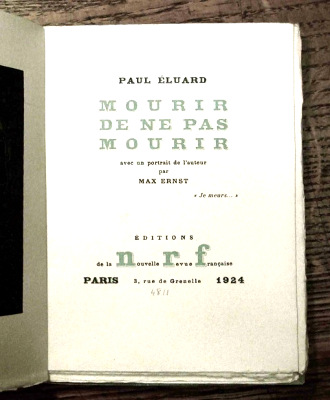 PAUL ÉLUARD
MOURIR
DE NE PAS
MOURIR
avec un portrait de l'auteur
par
MAX ERNST
« Je meurs... »
ÉDITIONS
de la nouvelle revue française
PARIS 3, rue de Grenelle 1924